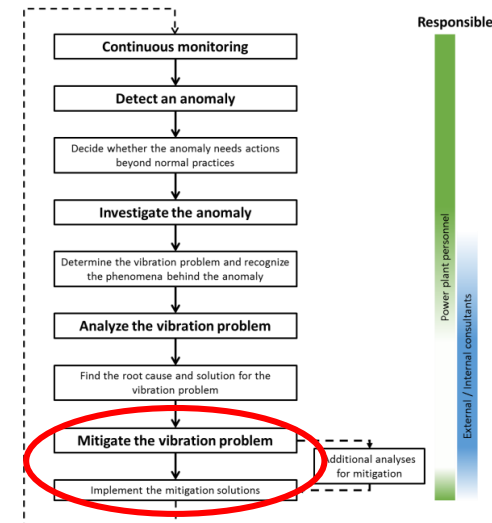 Responsible
Continuous monitoring
Detect an anomaly
Decide whether the anomaly needs actions
beyond normal practices
Investigate the anomaly
Determine the vibration problem and recognize
the phenomena behind the anomaly
Analyze the vibration problem
Find the root cause and solution for the
vibration problem
Mitigate the vibration problem
Additional analyses
for mitigation
Implement the mitigation solutions
Power plant personnel
External / Internal consultants